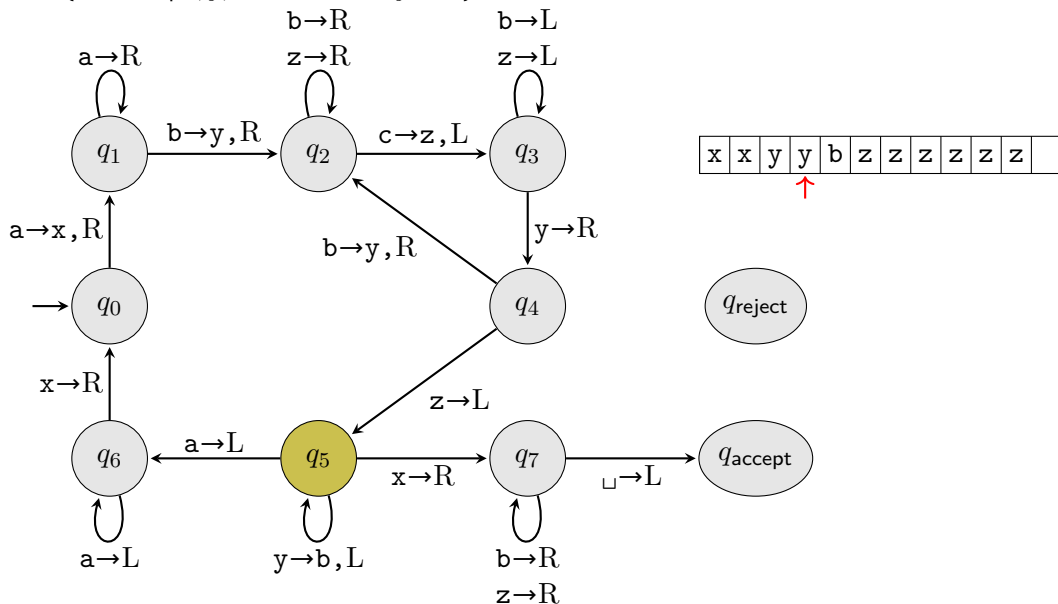 b→R
b→L
a→R
z→R
z→L
q1
b→y,R
q2
c→z,L
q3
x x y y b z z z z z z
a→x,R
b→y,R
y→R
q0
q4
qreject
x→R
z→L
q6
a→L
q5
x→R
q7
␣→L
qaccept
a→L
y→b,L
b→R
z→R